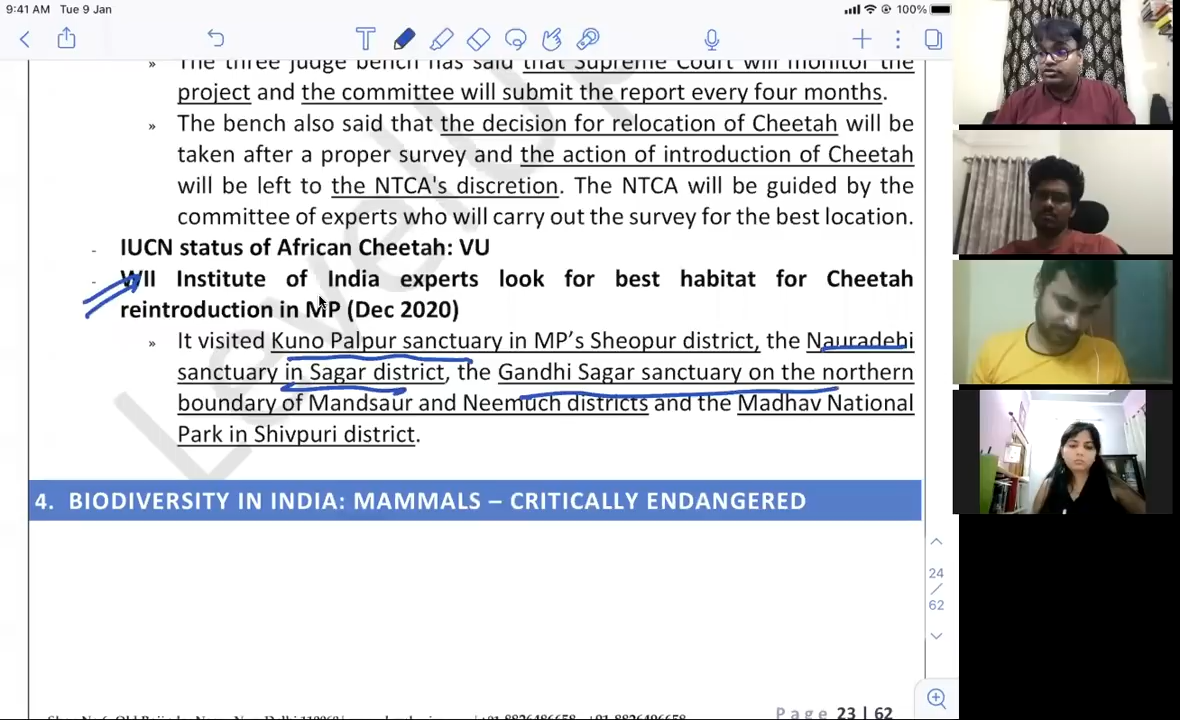 9:41 AM Tue 9 Jan
100%
» The three judge bench has said that Supreme Court will monitor the
project and the committee will submit the report every four months.
» The bench also said that the decision for relocation of Cheetah will be
taken after a proper survey and the action of introduction of Cheetah
will be left to the NTCA's discretion. The NTCA will be guided by the
committee of experts who will carry out the survey for the best location.
- IUCN status of African Cheetah: VU
- WII Institute of India experts look for best habitat for Cheetah
reintroduction in MP (Dec 2020)
» It visited Kuno Palpur sanctuary in MP's Sheopur district, the Nauradehi
sanctuary in Sagar district, the Gandhi Sagar sanctuary on the northern
boundary of Mandsaur and Neemuch districts and the Madhav National
Park in Shivpuri district.
4. BIODIVERSITY IN INDIA: MAMMALS – CRITICALLY ENDANGERED
24
/
62
Page 23 | 62